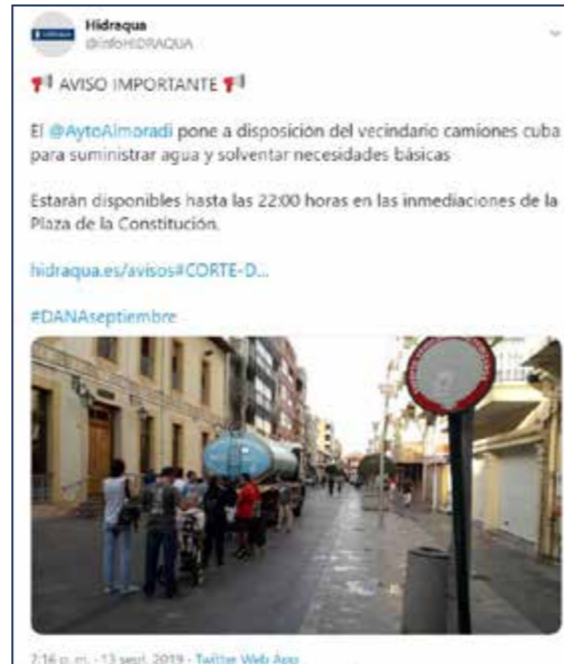 Hidraqua
@infoHIDRAQUA
📢 AVISO IMPORTANTE 📢
El @AytoAlmoradi pone a disposición del vecindario camiones cuba
para suministrar agua y solventar necesidades básicas
Estarán disponibles hasta las 22:00 horas en las inmediaciones de la
Plaza de la Constitución.
hidraqua.es/avisos#CORTE-D...
#DANAseptiembre
7:16 p. m. · 13 sept. 2019 · Twitter Web App